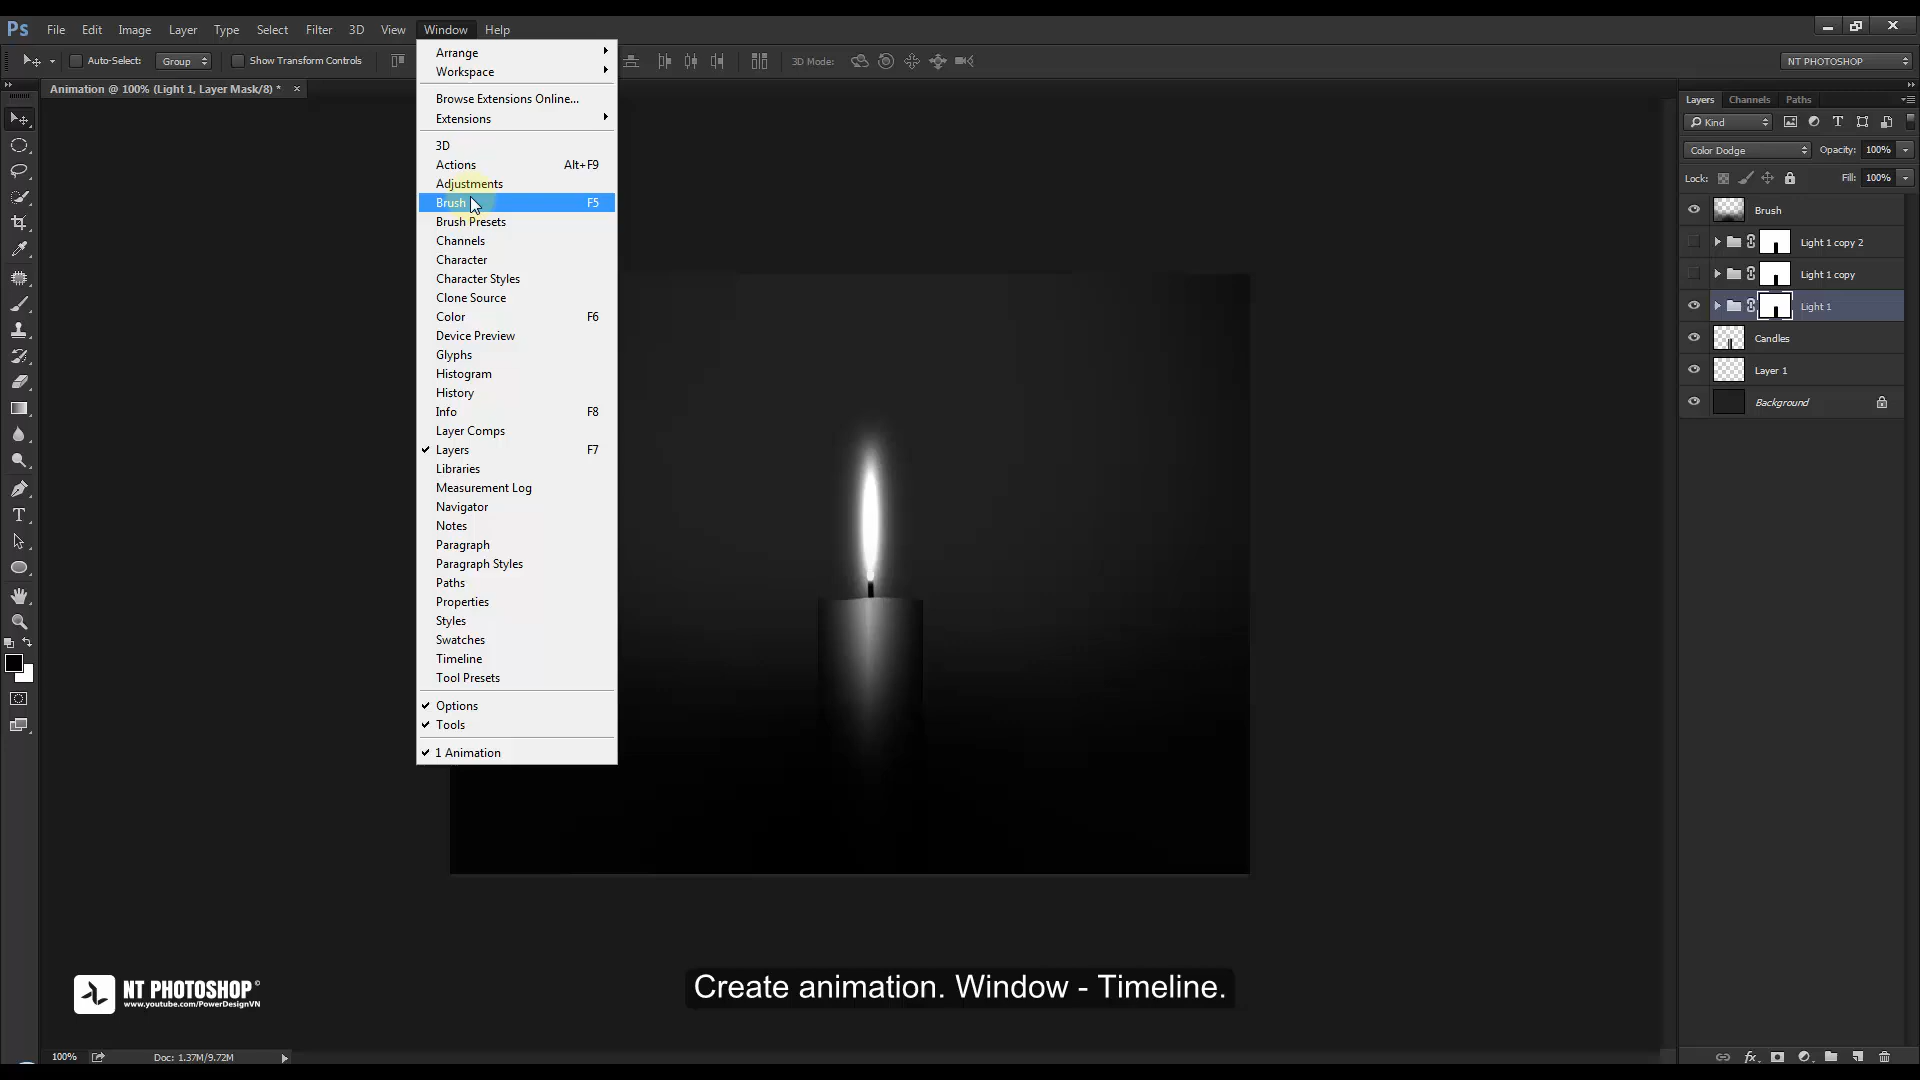 Ps File Edit Image Layer Type Select Filter 3D View Window Help
Auto-Select: Group Show Transform Controls 3D Mode: NT PHOTOSHOP
Animation @ 100% (Light 1, Layer Mask/8) * ×
Arrange
Workspace
Browse Extensions Online...
Extensions
3D
Actions Alt+F9
Adjustments
Brush F5
Brush Presets
Channels
Character
Character Styles
Clone Source
Color F6
Device Preview
Glyphs
Histogram
History
Info F8
Layer Comps
Layers F7
Libraries
Measurement Log
Navigator
Notes
Paragraph
Paragraph Styles
Paths
Properties
Styles
Swatches
Timeline
Tool Presets
Options
Tools
1 Animation
Layers Channels Paths
Kind
Color Dodge Opacity: 100%
Lock: Fill: 100%
Brush
Light 1 copy 2
Light 1 copy
Light 1
Candles
Layer 1
Background
NT PHOTOSHOP ©
www.youtube.com/PowerDesignVN
Create animation. Window - Timeline.
100% Doc: 1.37M/9.72M